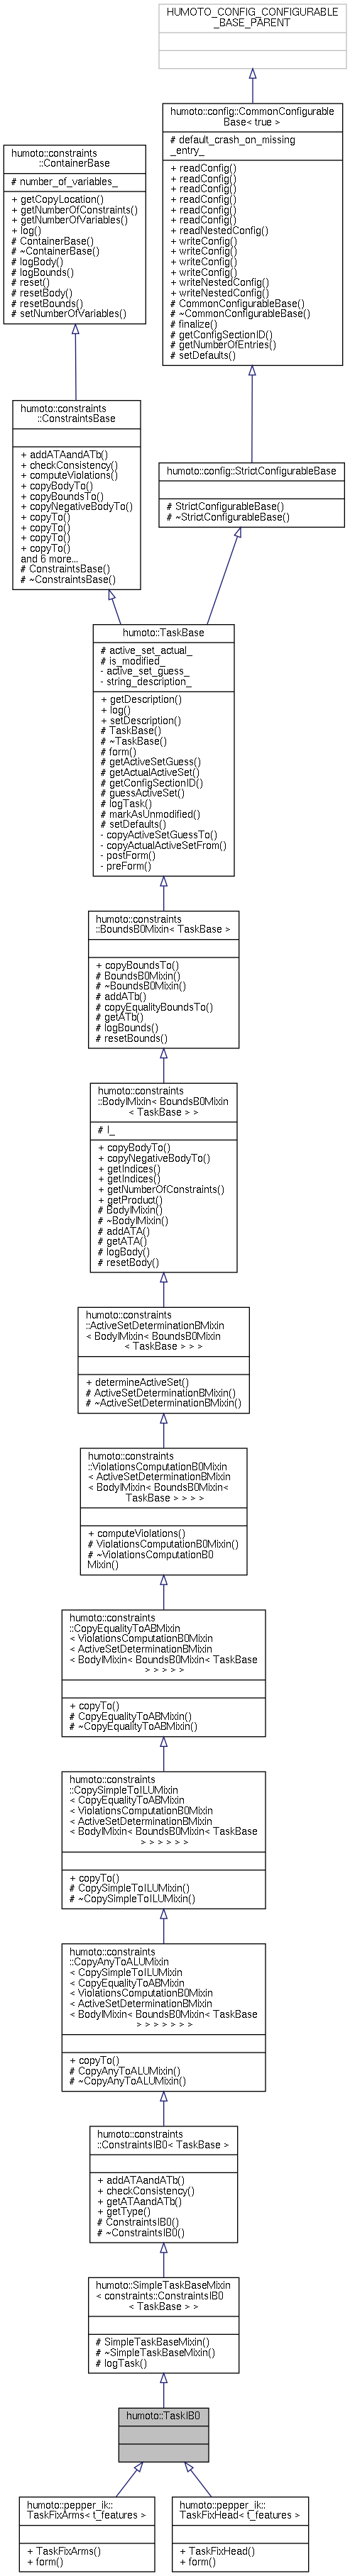 HUMOTO_CONFIG_CONFIGURABLE
_BASE_PARENT
humoto::config::CommonConfigurable
Base< true >
# default_crash_on_missing
_entry_
+ readConfig()
+ readConfig()
+ readConfig()
+ readConfig()
+ readConfig()
+ readConfig()
+ readNestedConfig()
+ writeConfig()
+ writeConfig()
+ writeConfig()
+ writeConfig()
+ writeNestedConfig()
+ writeNestedConfig()
# CommonConfigurableBase()
# ~CommonConfigurableBase()
# finalize()
# getConfigSectionID()
# getNumberOfEntries()
# setDefaults()
humoto::constraints
::ContainerBase
# number_of_variables_
+ getCopyLocation()
+ getNumberOfConstraints()
+ getNumberOfVariables()
+ log()
# ContainerBase()
# ~ContainerBase()
# logBody()
# logBounds()
# reset()
# resetBody()
# resetBounds()
# setNumberOfVariables()
humoto::constraints
::ConstraintsBase
+ addATAandATb()
+ checkConsistency()
+ computeViolations()
+ copyBodyTo()
+ copyBoundsTo()
+ copyNegativeBodyTo()
+ copyTo()
+ copyTo()
+ copyTo()
+ copyTo()
and 6 more...
# ConstraintsBase()
# ~ConstraintsBase()
humoto::config::StrictConfigurableBase
# StrictConfigurableBase()
# ~StrictConfigurableBase()
humoto::TaskBase
# active_set_actual_
# is_modified_
- active_set_guess_
- string_description_
+ getDescription()
+ log()
+ setDescription()
# TaskBase()
# ~TaskBase()
# form()
# getActiveSetGuess()
# getActualActiveSet()
# getConfigSectionID()
# guessActiveSet()
# logTask()
# markAsUnmodified()
# setDefaults()
- copyActiveSetGuessTo()
- copyActualActiveSetFrom()
- postForm()
- preForm()
humoto::constraints
::BoundsB0Mixin< TaskBase >
+ copyBoundsTo()
# BoundsB0Mixin()
# ~BoundsB0Mixin()
# addATb()
# copyEqualityBoundsTo()
# getATb()
# logBounds()
# resetBounds()
humoto::constraints
::BodyIMixin< BoundsB0Mixin
< TaskBase > >
# I_
+ copyBodyTo()
+ copyNegativeBodyTo()
+ getIndices()
+ getIndices()
+ getNumberOfConstraints()
+ getProduct()
# BodyIMixin()
# ~BodyIMixin()
# addATA()
# getATA()
# logBody()
# resetBody()
humoto::constraints
::ActiveSetDeterminationBMixin
< BodyIMixin< BoundsB0Mixin
< TaskBase > > >
+ determineActiveSet()
# ActiveSetDeterminationBMixin()
# ~ActiveSetDeterminationBMixin()
humoto::constraints
::ViolationsComputationB0Mixin
< ActiveSetDeterminationBMixin
< BodyIMixin< BoundsB0Mixin<
TaskBase > > > >
+ computeViolations()
# ViolationsComputationB0Mixin()
# ~ViolationsComputationB0
Mixin()
humoto::constraints
::CopyEqualityToABMixin
< ViolationsComputationB0Mixin
< ActiveSetDeterminationBMixin
< BodyIMixin< BoundsB0Mixin< TaskBase
> > > > >
+ copyTo()
# CopyEqualityToABMixin()
# ~CopyEqualityToABMixin()
humoto::constraints
::CopySimpleToILUMixin
< CopyEqualityToABMixin
< ViolationsComputationB0Mixin
< ActiveSetDeterminationBMixin
< BodyIMixin< BoundsB0Mixin< TaskBase
> > > > > >
+ copyTo()
# CopySimpleToILUMixin()
# ~CopySimpleToILUMixin()
humoto::constraints
::CopyAnyToALUMixin
< CopySimpleToILUMixin
< CopyEqualityToABMixin
< ViolationsComputationB0Mixin
< ActiveSetDeterminationBMixin
< BodyIMixin< BoundsB0Mixin< TaskBase
> > > > > > >
+ copyTo()
# CopyAnyToALUMixin()
# ~CopyAnyToALUMixin()
humoto::constraints
::ConstraintsIB0< TaskBase >
+ addATAandATb()
+ checkConsistency()
+ getATAandATb()
+ getType()
# ConstraintsIB0()
# ~ConstraintsIB0()
humoto::SimpleTaskBaseMixin
< constraints::ConstraintsIB0
< TaskBase > >
# SimpleTaskBaseMixin()
# ~SimpleTaskBaseMixin()
# logTask()
humoto::TaskIB0
humoto::pepper_ik::
TaskFixArms< t_features >
+ TaskFixArms()
+ form()
humoto::pepper_ik::
TaskFixHead< t_features >
+ TaskFixHead()
+ form()